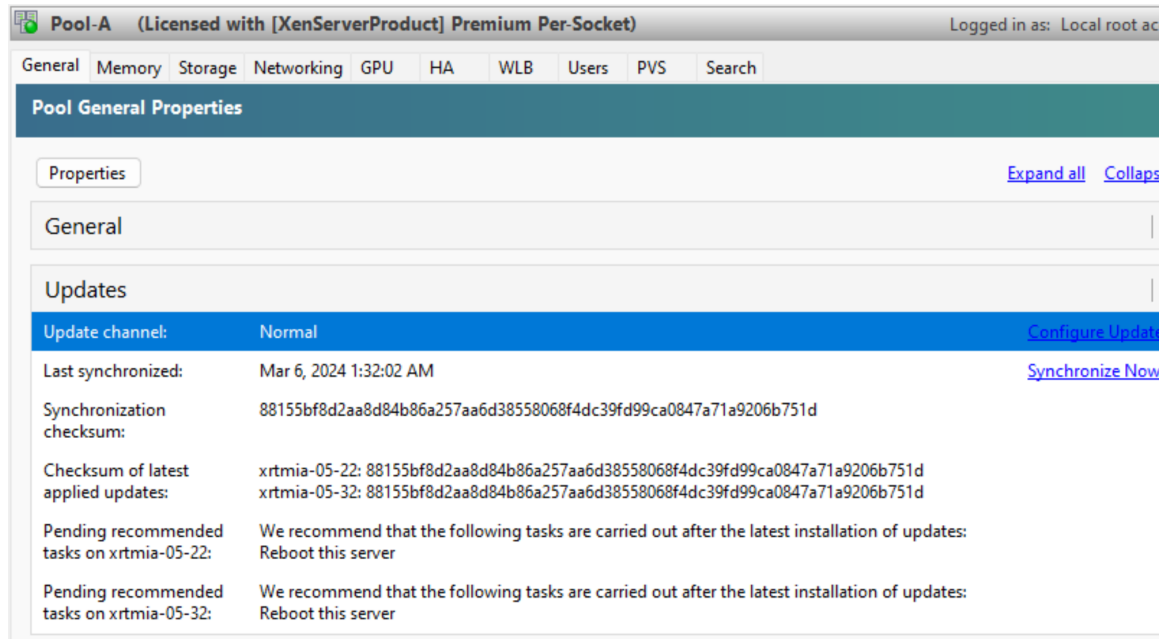 Pool-A (Licensed with [XenServerProduct] Premium Per-Socket) Logged in as: Local root ac
General Memory Storage Networking GPU HA WLB Users PVS Search
Pool General Properties
Properties Expand all Collaps
General
Updates
Update channel: Normal Configure Update
Last synchronized: Mar 6, 2024 1:32:02 AM Synchronize Now
Synchronization 88155bf8d2aa8d84b86a257aa6d38558068f4dc39fd99ca0847a71a9206b751d
checksum:
Checksum of latest xrtmia-05-22: 88155bf8d2aa8d84b86a257aa6d38558068f4dc39fd99ca0847a71a9206b751d
applied updates: xrtmia-05-32: 88155bf8d2aa8d84b86a257aa6d38558068f4dc39fd99ca0847a71a9206b751d
Pending recommended We recommend that the following tasks are carried out after the latest installation of updates:
tasks on xrtmia-05-22: Reboot this server
Pending recommended We recommend that the following tasks are carried out after the latest installation of updates:
tasks on xrtmia-05-32: Reboot this server